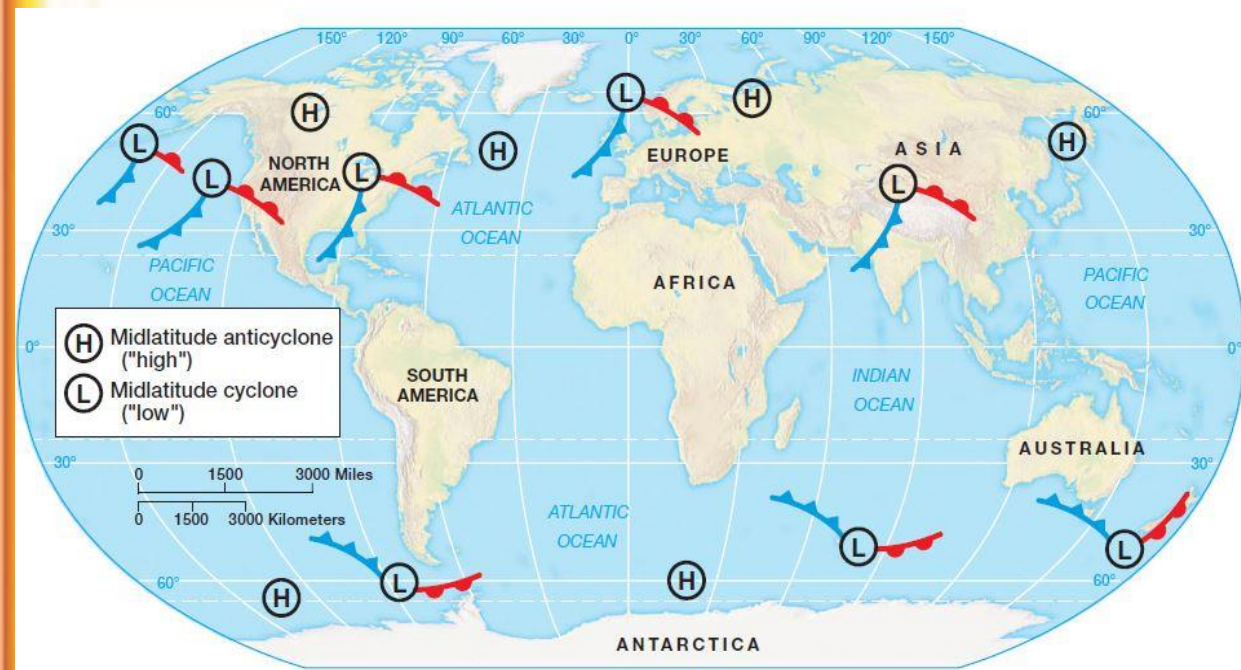 150° 120° 90° 60° 30° 0° 30° 60° 90° 120° 150°
L H
60° H 60°
L H H
NORTH
AMERICA
L L EUROPE ASIA
L
ATLANTIC
OCEAN
30° 30°
PACIFIC
OCEAN
AFRICA
PACIFIC
OCEAN
H Midlatitude anticyclone
("high")
L Midlatitude cyclone
("low")
0° 0°
SOUTH
AMERICA
INDIAN
OCEAN
AUSTRALIA
30° 30°
0 1500 3000 Miles
0 1500 3000 Kilometers
ATLANTIC
OCEAN
L L
60° L H 60°
H
ANTARCTICA